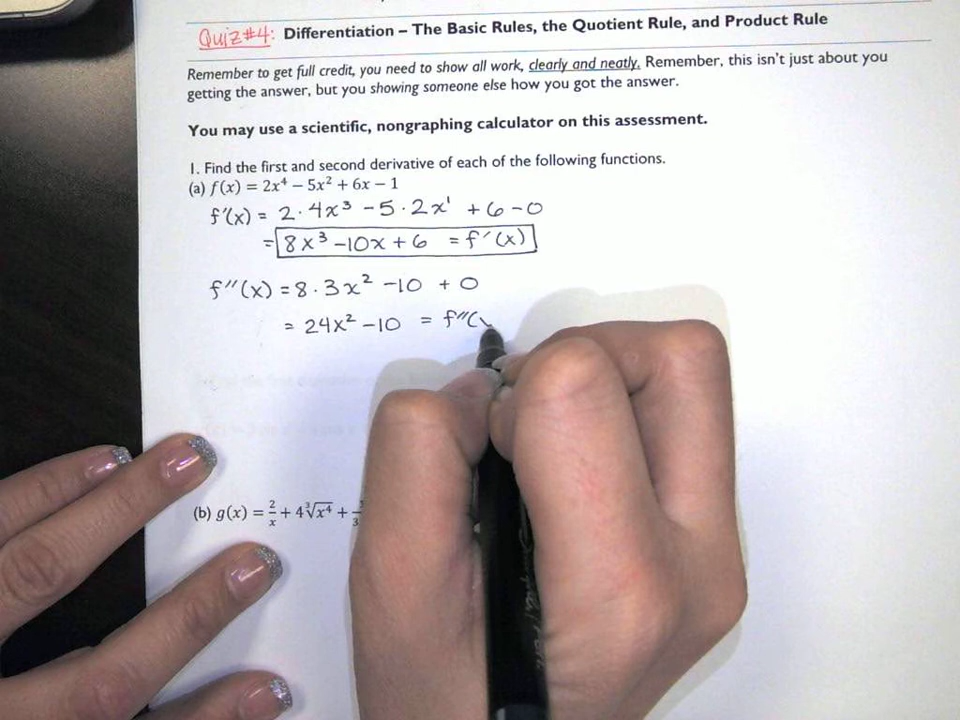 Quiz #4: Differentiation – The Basic Rules, the Quotient Rule, and Product Rule
Remember to get full credit, you need to show all work, clearly and neatly. Remember, this isn't just about you
getting the answer, but you showing someone else how you got the answer.
You may use a scientific, nongraphing calculator on this assessment.
1. Find the first and second derivative of each of the following functions.
(a) f(x) = 2x⁴ – 5x² + 6x – 1
f'(x) = 2·4x³ - 5·2x¹ + 6 - 0
= 8x³ - 10x + 6 = f'(x)
f''(x) = 8·3x² - 10 + 0
= 24x² - 10 = f''(x
(b) g(x) = 2/x + 4∛x⁴ +